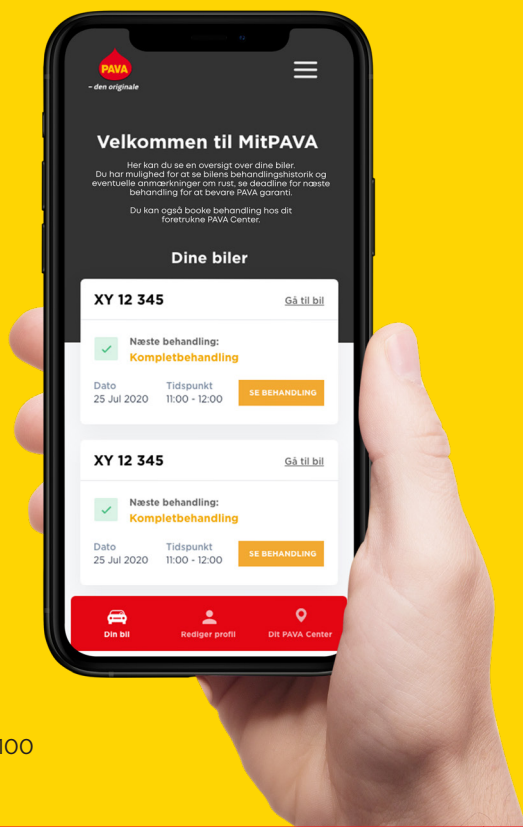 PAVA
- den originale
Velkommen til MitPAVA
Her kan du se en oversigt over dine biler.
Du har mulighed for at se bilens behandlingshistorik og
eventuelle anmærkninger om rust, se deadline for næste
behandling for at bevare PAVA garanti.
Du kan også booke behandling hos dit
foretrukne PAVA Center.
Dine biler
XY 12 345
Gå til bil
Næste behandling:
Kompletbehandling
Dato
Tidspunkt
25 Jul 2020
11:00 - 12:00
SE BEHANDLING
XY 12 345
Gå til bil
Næste behandling:
Kompletbehandling
Dato
Tidspunkt
25 Jul 2020
11:00 - 12:00
SE BEHANDLING
Din bil
Rediger profil
Dit PAVA Center
100